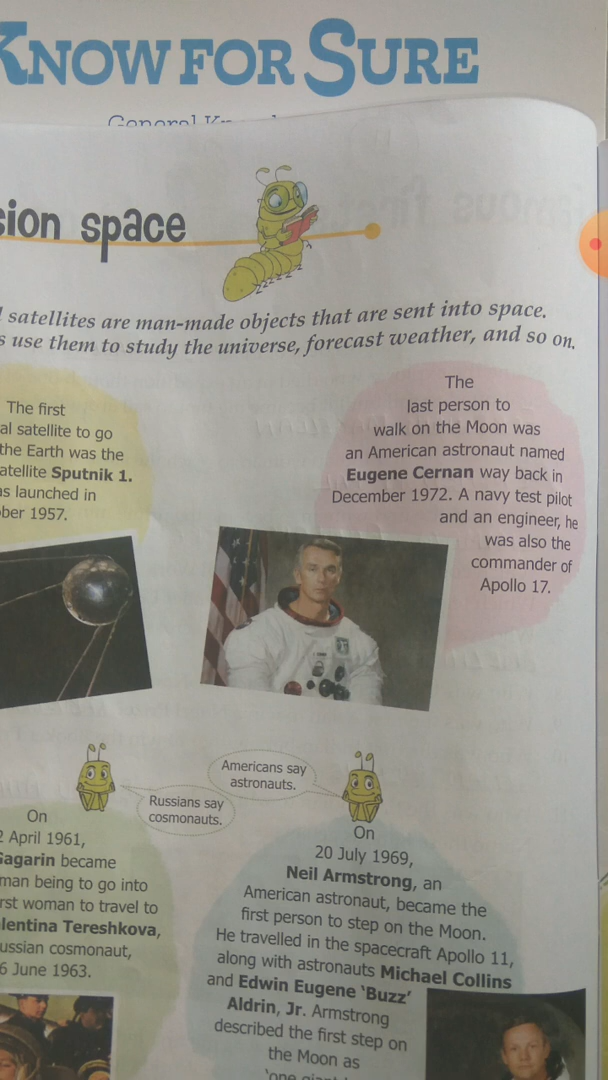 KNOW FOR SURE
sion space
satellites are man-made objects that are sent into space.
use them to study the universe, forecast weather, and so on.
The first
al satellite to go
the Earth was the
atellite Sputnik 1.
as launched in
ber 1957.
The
last person to
walk on the Moon was
an American astronaut named
Eugene Cernan way back in
December 1972. A navy test pilot
and an engineer, he
was also the
commander of
Apollo 17.
Russians say
cosmonauts.
Americans say
astronauts.
On
2 April 1961,
Gagarin became
man being to go into
rst woman to travel to
lentina Tereshkova,
ussian cosmonaut,
6 June 1963.
On
20 July 1969,
Neil Armstrong, an
American astronaut, became the
first person to step on the Moon.
He travelled in the spacecraft Apollo 11,
along with astronauts Michael Collins
and Edwin Eugene 'Buzz'
Aldrin, Jr. Armstrong
described the first step on
the Moon as
'one giant